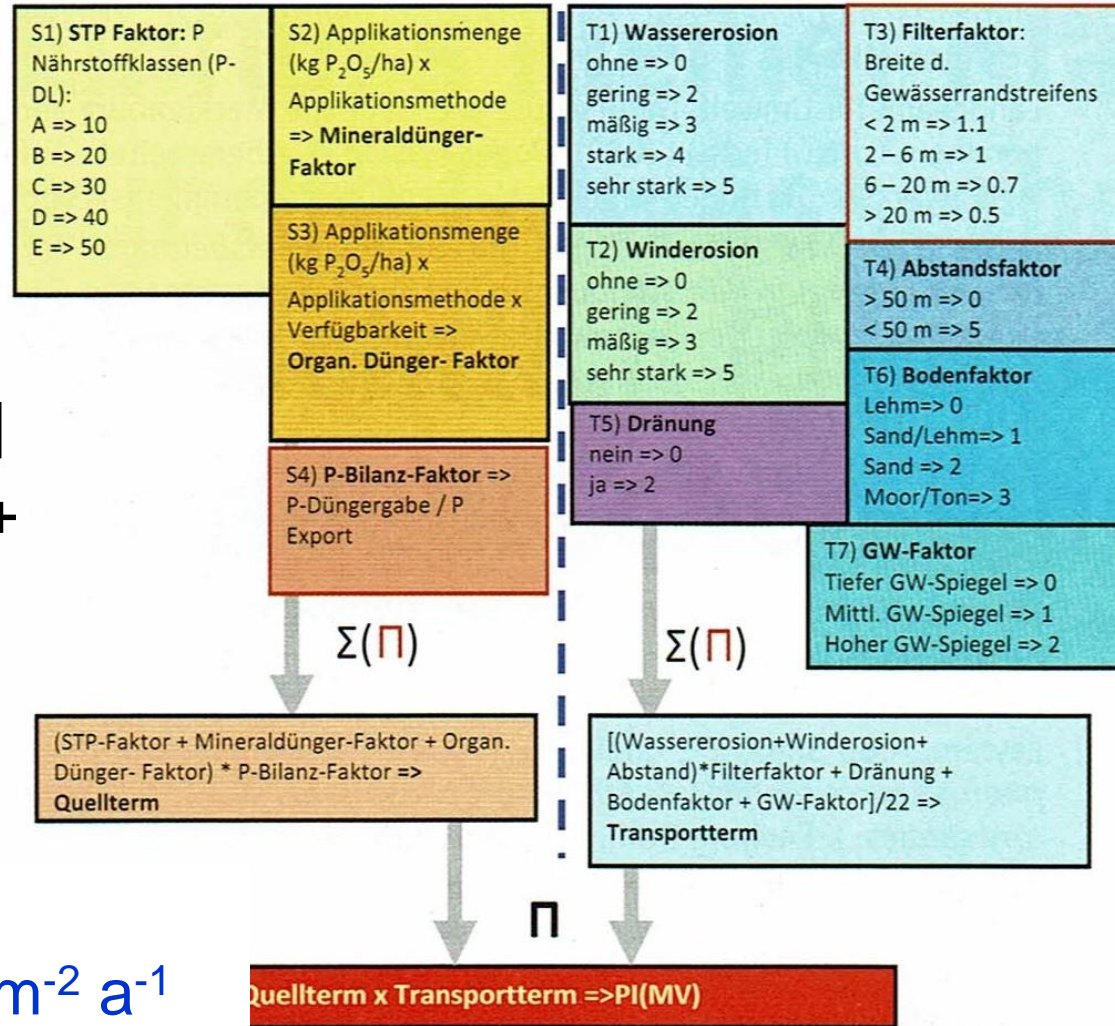 S1) STP Faktor: P
Nährstoffklassen (P-
DL):
A => 10
B => 20
C => 30
D => 40
E => 50
S2) Applikationsmenge
(kg P₂O₅/ha) x
Applikationsmethode
=> Mineraldünger-
Faktor
S3) Applikationsmenge
(kg P₂O₅/ha) x
Applikationsmethode x
Verfügbarkeit =>
Organ. Dünger- Faktor
S4) P-Bilanz-Faktor =>
P-Düngergabe / P
Export
T1) Wassererosion
ohne => 0
gering => 2
mäßig => 3
stark => 4
sehr stark => 5
T2) Winderosion
ohne => 0
gering => 2
mäßig => 3
sehr stark => 5
T5) Dränung
nein => 0
ja => 2
T3) Filterfaktor:
Breite d.
Gewässerrandstreifens
< 2 m => 1.1
2 – 6 m => 1
6 – 20 m => 0.7
> 20 m => 0.5
T4) Abstandsfaktor
> 50 m => 0
< 50 m => 5
T6) Bodenfaktor
Lehm=> 0
Sand/Lehm=> 1
Sand => 2
Moor/Ton=> 3
T7) GW-Faktor
Tiefer GW-Spiegel => 0
Mittl. GW-Spiegel => 1
Hoher GW-Spiegel => 2
+
Σ(Π)
Σ(Π)
(STP-Faktor + Mineraldünger-Faktor + Organ.
Dünger- Faktor) * P-Bilanz-Faktor =>
Quellterm
[(Wassererosion+Winderosion+
Abstand)*Filterfaktor + Dränung +
Bodenfaktor + GW-Faktor]/22 =>
Transportterm
Π
m⁻² a⁻¹
Quellterm x Transportterm =>PI(MV)